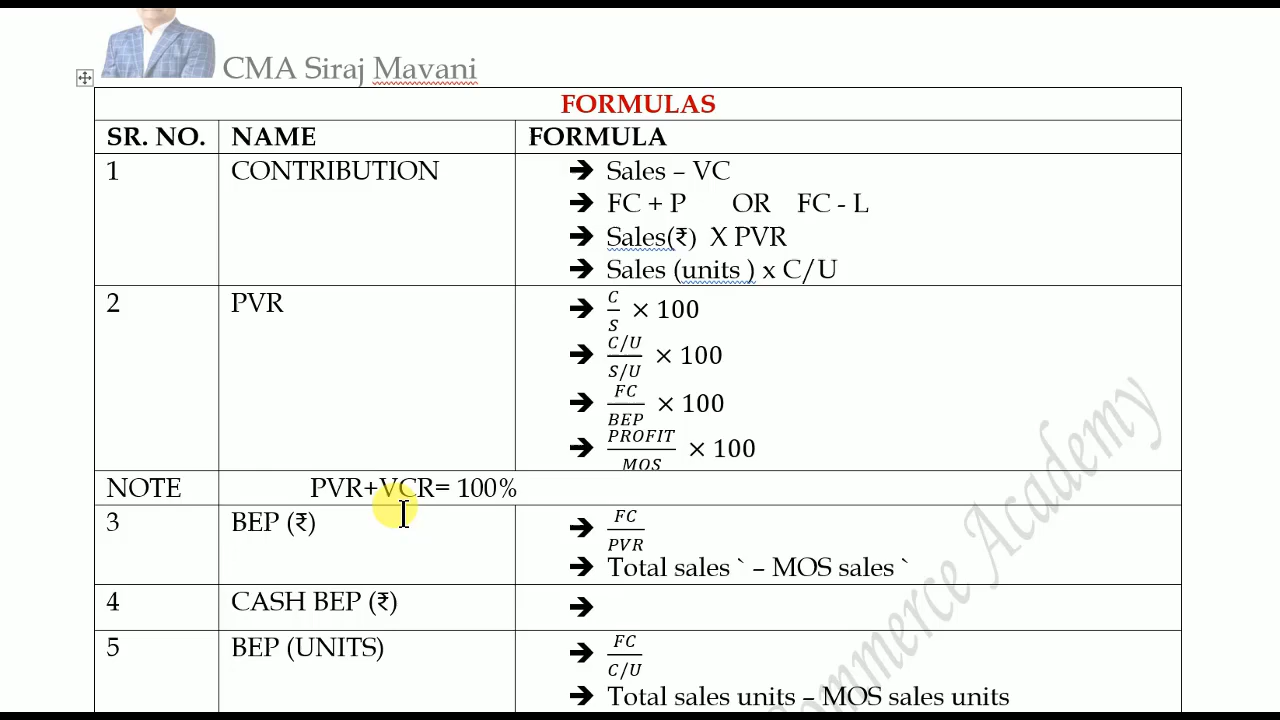 CMA Siraj Mavani
FORMULAS
SR. NO. NAME FORMULA
1 CONTRIBUTION ➔ Sales – VC
➔ FC + P OR FC - L
➔ Sales(₹) X PVR
➔ Sales (units ) x C/U
2 PVR ➔ C/S × 100
➔ C/U / S/U × 100
➔ FC/BEP × 100
➔ PROFIT/MOS × 100
NOTE PVR+VCR= 100%
3 BEP (₹) ➔ FC/PVR
➔ Total sales ` – MOS sales `
4 CASH BEP (₹) ➔
5 BEP (UNITS) ➔ FC / C/U
➔ Total sales units – MOS sales units
ommerce Academy